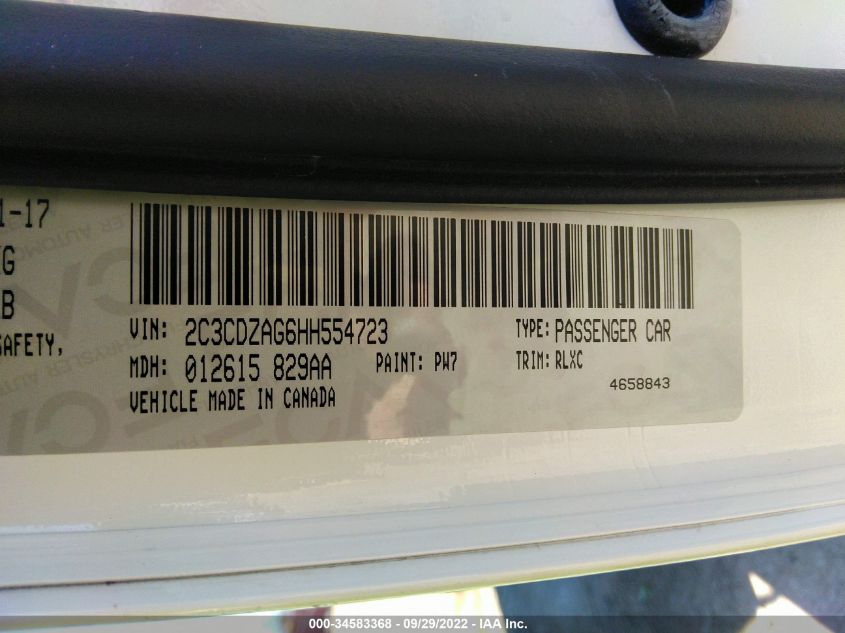 1-17
G
B
SAFETY,
VIN: 2C3CDZAG6HH554723 TYPE: PASSENGER CAR
MDH: 012615 829AA PAINT: PW7 TRIM: RLXC
VEHICLE MADE IN CANADA 4658843
000-34583368 - 09/29/2022 - IAA Inc.